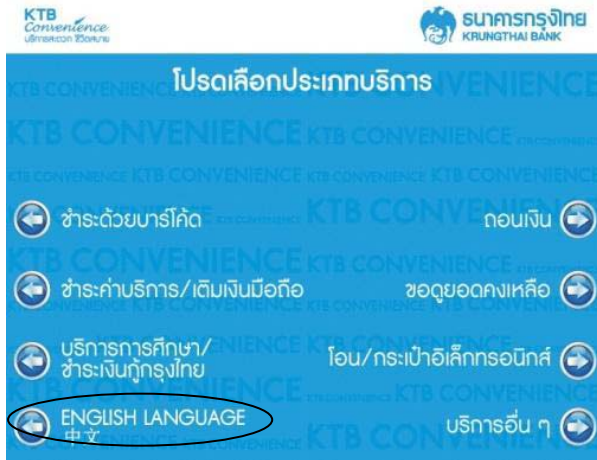 KTB
Convenience
บริการสะดวก ชีวิตสบาย
ธนาคารกรุงไทย
KRUNGTHAI BANK
โปรดเลือกประเภทบริการ
ชำระด้วยบาร์โค้ด
ถอนเงิน
ชำระค่าบริการ/เติมเงินมือถือ
ขอดูยอดคงเหลือ
บริการการศึกษา/
ชำระเงินกู้กรุงไทย
โอน/กระเป๋าอิเล็กทรอนิกส์
ENGLISH LANGUAGE
中文
บริการอื่น ๆ
KTB CONVENIENCE